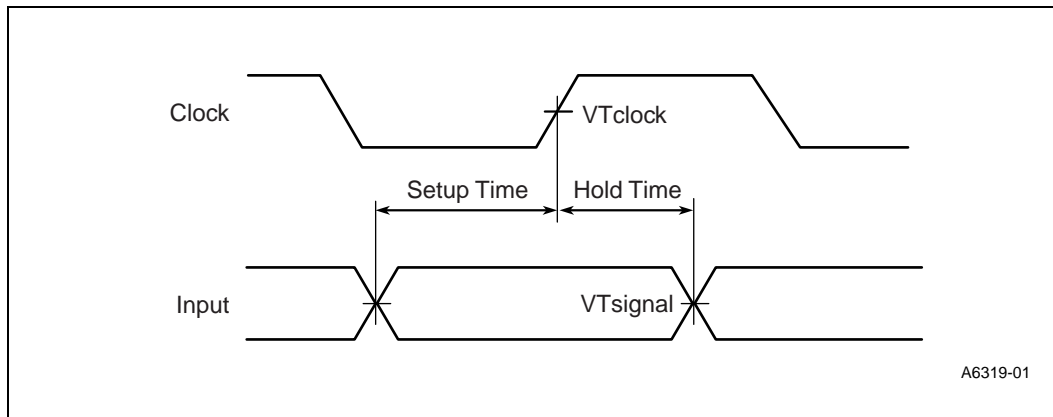 Clock
VTclock
Setup Time
Hold Time
Input
VTsignal
A6319-01